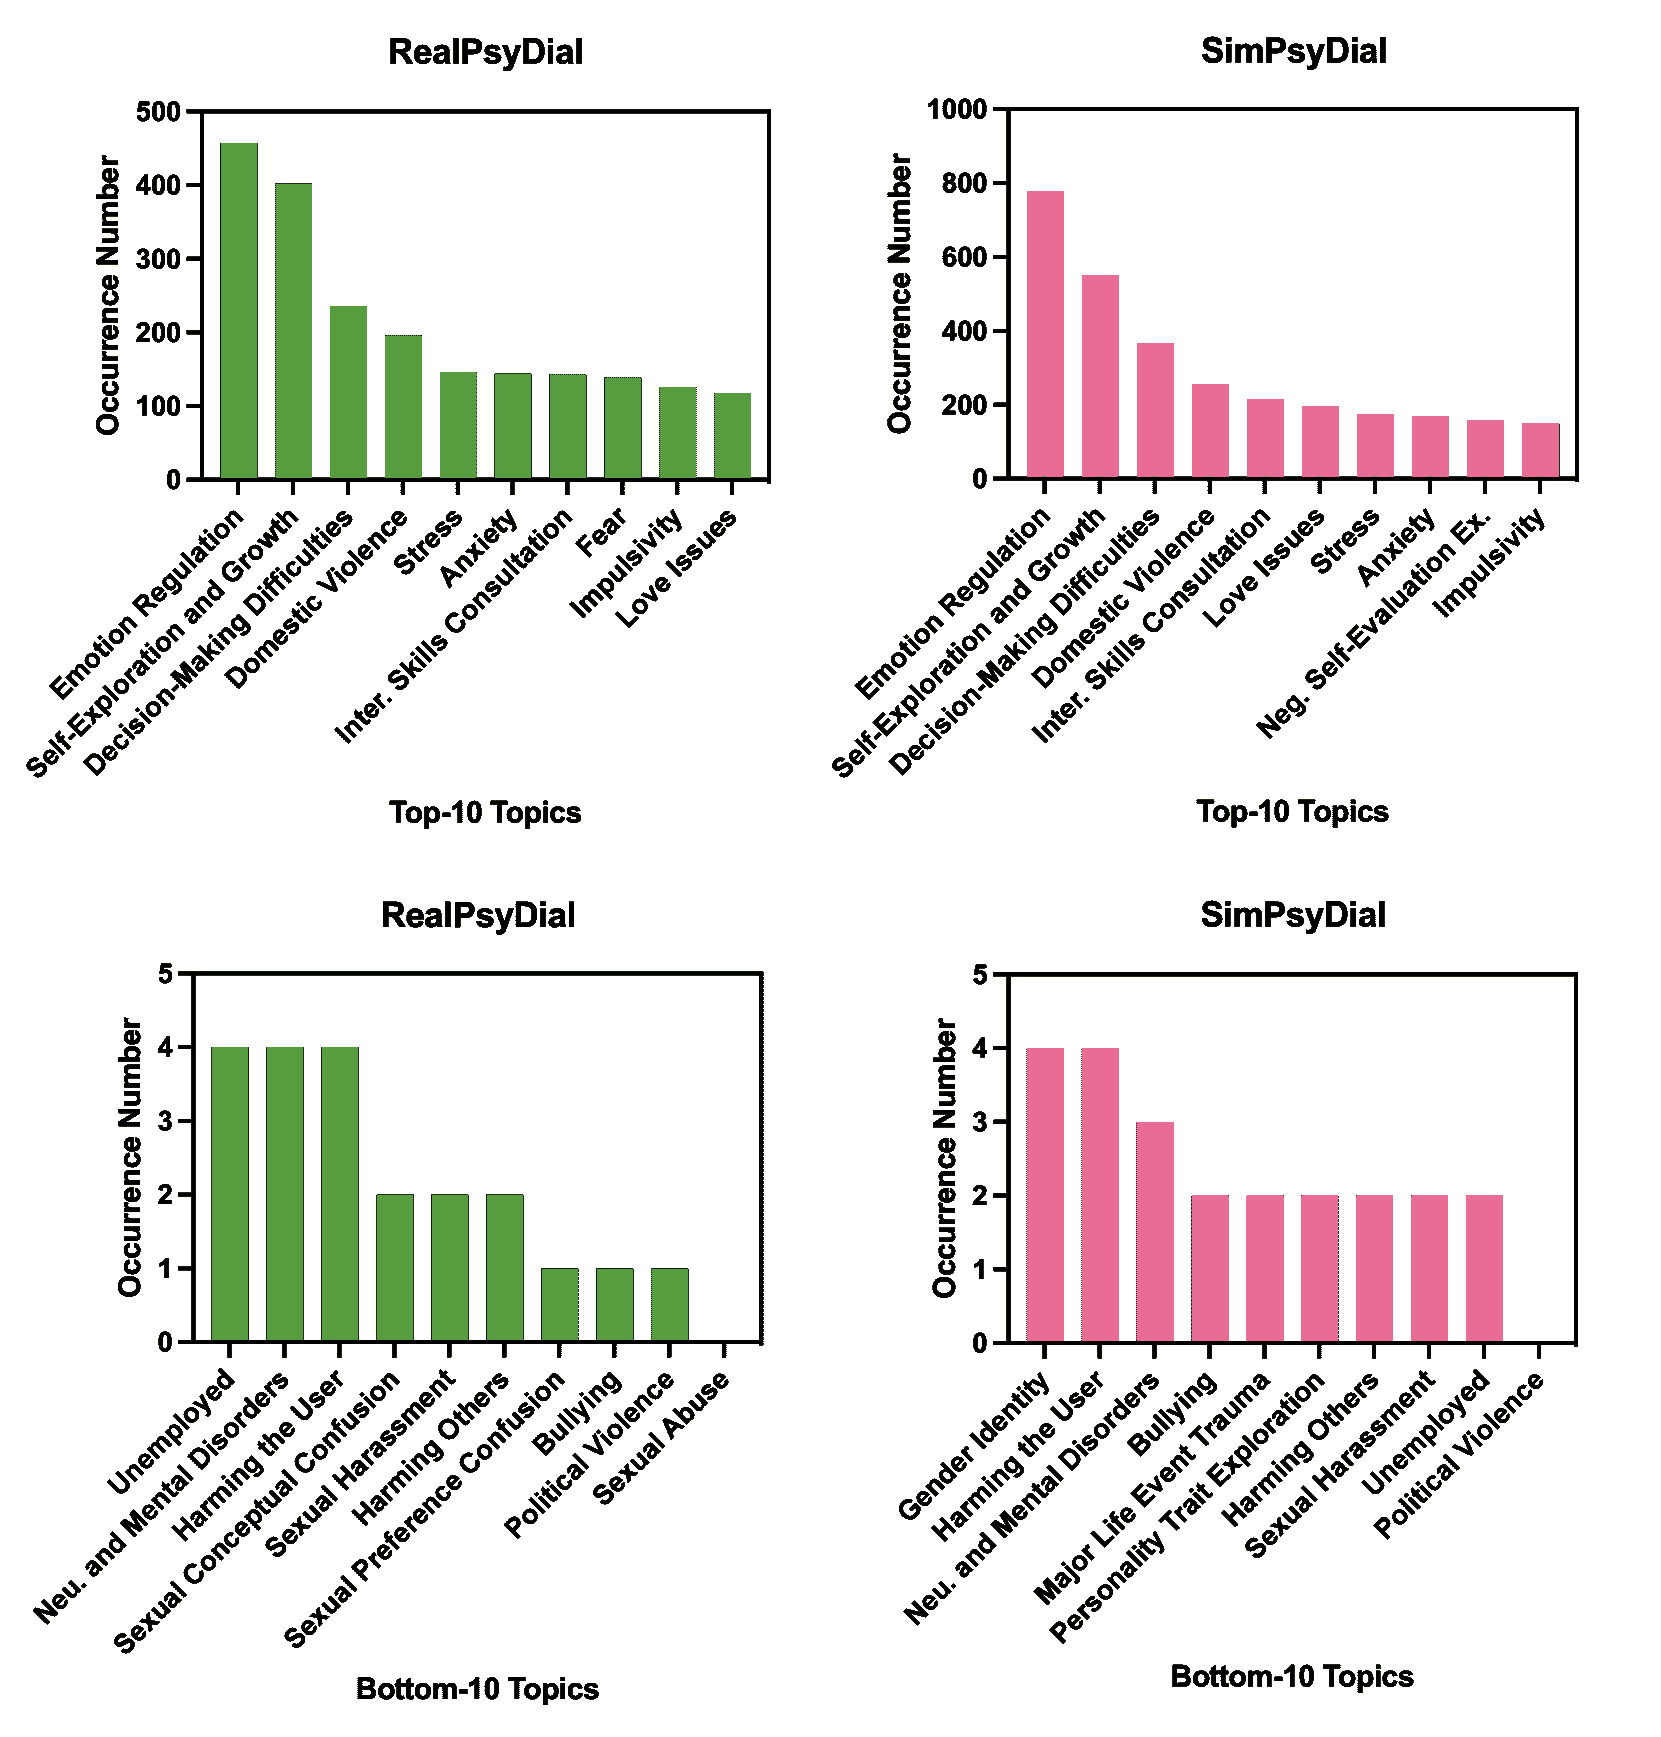 RealPsyDial
Occurrence Number
500
400
300
200
100
0
Emotion Regulation
Self-Exploration and Growth
Decision-Making Difficulties
Domestic Violence
Stress
Anxiety
Inter. Skills Consultation
Fear
Impulsivity
Love Issues
Top-10 Topics
SimPsyDial
Occurrence Number
1000
800
600
400
200
0
Emotion Regulation
Self-Exploration and Growth
Decision-Making Difficulties
Domestic Violence
Inter. Skills Consultation
Love Issues
Stress
Anxiety
Neg. Self-Evaluation Ex.
Impulsivity
Top-10 Topics
RealPsyDial
Occurrence Number
5
4
3
2
1
0
Unemployed
Neu. and Mental Disorders
Harming the User
Sexual Conceptual Confusion
Sexual Harassment
Harming Others
Sexual Preference Confusion
Bullying
Political Violence
Sexual Abuse
Bottom-10 Topics
SimPsyDial
Occurrence Number
5
4
3
2
1
0
Gender Identity
Harming the User
Neu. and Mental Disorders
Bullying
Major Life Event Trauma
Personality Trait Exploration
Harming Others
Sexual Harassment
Unemployed
Political Violence
Bottom-10 Topics